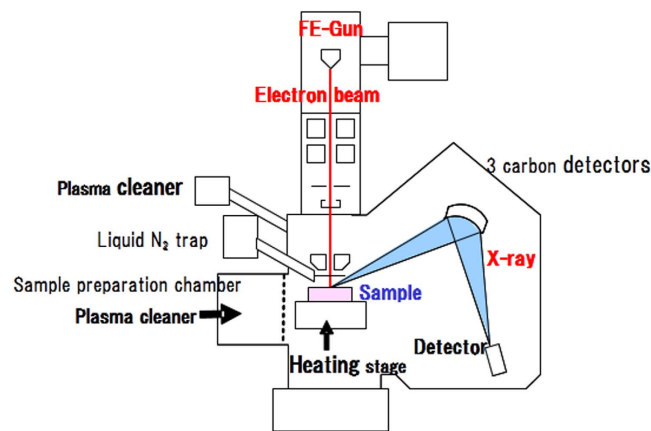 FE-Gun
Electron beam
3 carbon detectors
Plasma cleaner
Liquid N₂ trap
X-ray
Sample preparation chamber
Sample
Plasma cleaner
Detector
Heating stage